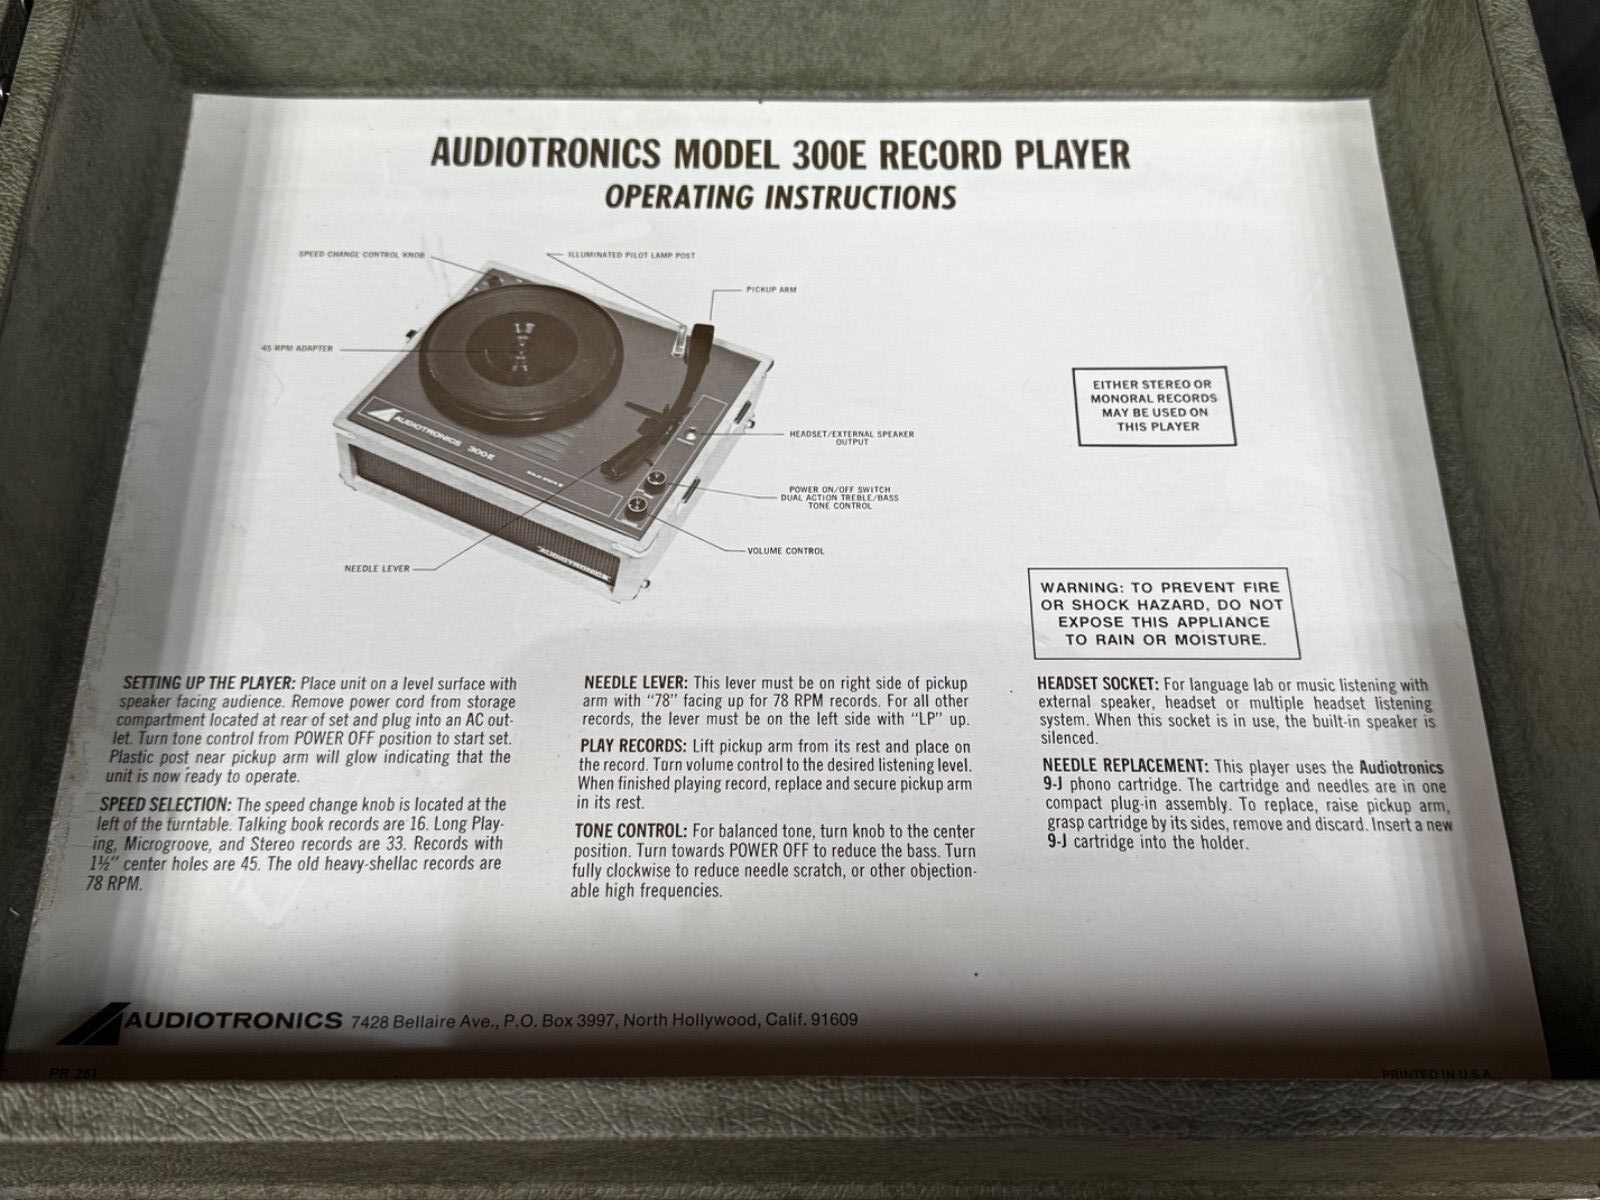 AUDIOTRONICS MODEL 300E RECORD PLAYER
OPERATING INSTRUCTIONS
SPEED CHANGE CONTROL KNOB
ILLUMINATED PILOT LAMP POST
PICKUP ARM
45 RPM ADAPTER
AUDIOTRONICS 300E
HEADSET/EXTERNAL SPEAKER
OUTPUT
POWER ON/OFF SWITCH
DUAL ACTION TREBLE/BASS
TONE CONTROL
VOLUME CONTROL
NEEDLE LEVER
AUDIOTRONICS
EITHER STEREO OR
MONORAL RECORDS
MAY BE USED ON
THIS PLAYER
WARNING: TO PREVENT FIRE
OR SHOCK HAZARD, DO NOT
EXPOSE THIS APPLIANCE
TO RAIN OR MOISTURE.
SETTING UP THE PLAYER: Place unit on a level surface with
speaker facing audience. Remove power cord from storage
compartment located at rear of set and plug into an AC out-
let. Turn tone control from POWER OFF position to start set.
Plastic post near pickup arm will glow indicating that the
unit is now ready to operate.
SPEED SELECTION: The speed change knob is located at the
left of the turntable. Talking book records are 16. Long Play-
ing, Microgroove, and Stereo records are 33. Records with
1½" center holes are 45. The old heavy-shellac records are
78 RPM.
NEEDLE LEVER: This lever must be on right side of pickup
arm with "78" facing up for 78 RPM records. For all other
records, the lever must be on the left side with "LP" up.
PLAY RECORDS: Lift pickup arm from its rest and place on
the record. Turn volume control to the desired listening level.
When finished playing record, replace and secure pickup arm
in its rest.
TONE CONTROL: For balanced tone, turn knob to the center
position. Turn towards POWER OFF to reduce the bass. Turn
fully clockwise to reduce needle scratch, or other objection-
able high frequencies.
HEADSET SOCKET: For language lab or music listening with
external speaker, headset or multiple headset listening
system. When this socket is in use, the built-in speaker is
silenced.
NEEDLE REPLACEMENT: This player uses the Audiotronics
9-J phono cartridge. The cartridge and needles are in one
compact plug-in assembly. To replace, raise pickup arm,
grasp cartridge by its sides, remove and discard. Insert a new
9-J cartridge into the holder.
AUDIOTRONICS 7428 Bellaire Ave., P.O. Box 3997, North Hollywood, Calif. 91609
PR 261
PRINTED IN U.S.A.